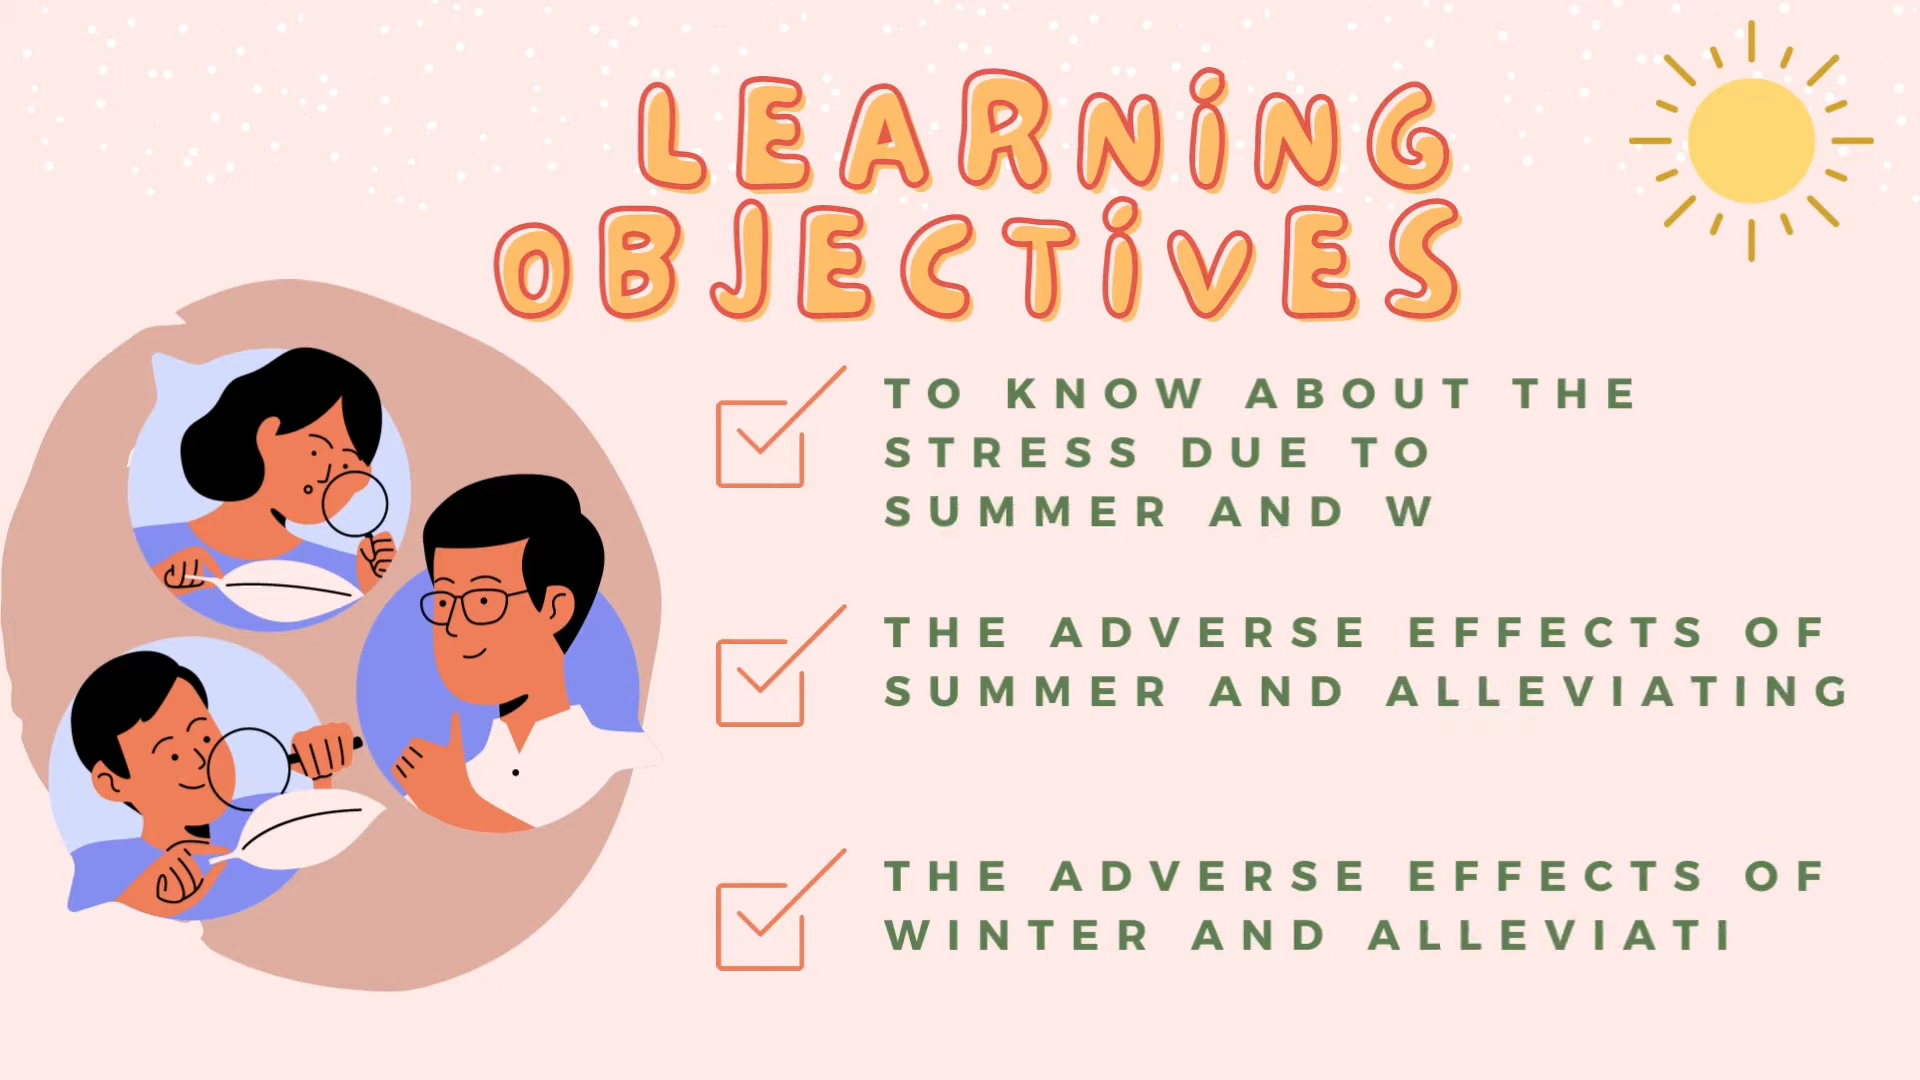 LEARNING
OBJECTIVES
TO KNOW ABOUT THE
STRESS DUE TO
SUMMER AND W
THE ADVERSE EFFECTS OF
SUMMER AND ALLEVIATING
THE ADVERSE EFFECTS OF
WINTER AND ALLEVIATI